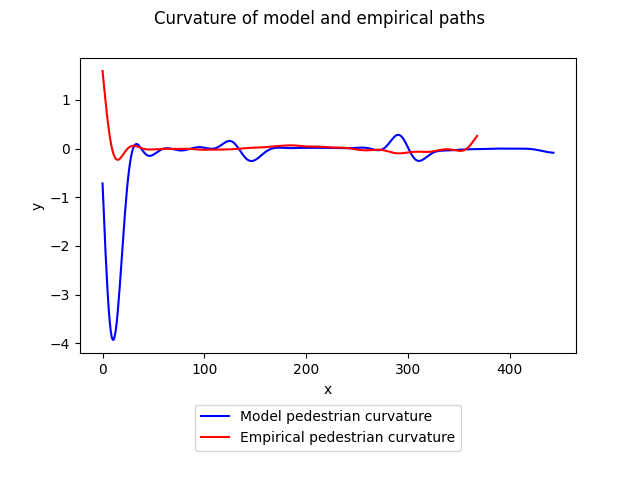 Curvature of model and empirical paths
1
0
−1
−2
−3
−4
y
0 100 200 300 400
x
Model pedestrian curvature
Empirical pedestrian curvature